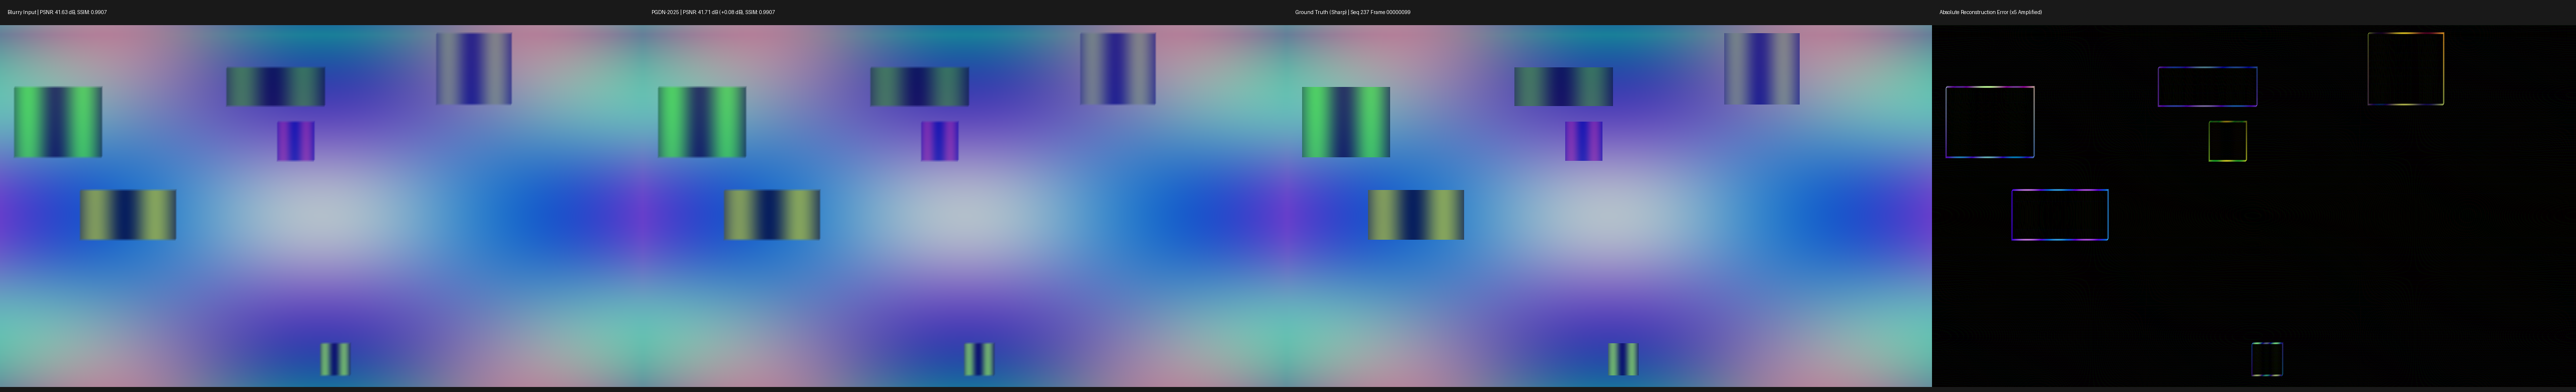 Blurry Input | PSNR: 41.63 dB, SSIM: 0.9907
PGDN-2025 | PSNR: 41.71 dB (+0.08 dB), SSIM: 0.9907
Ground Truth (Sharp) | Seq 237 Frame 00000099
Absolute Reconstruction Error (x5 Amplified)